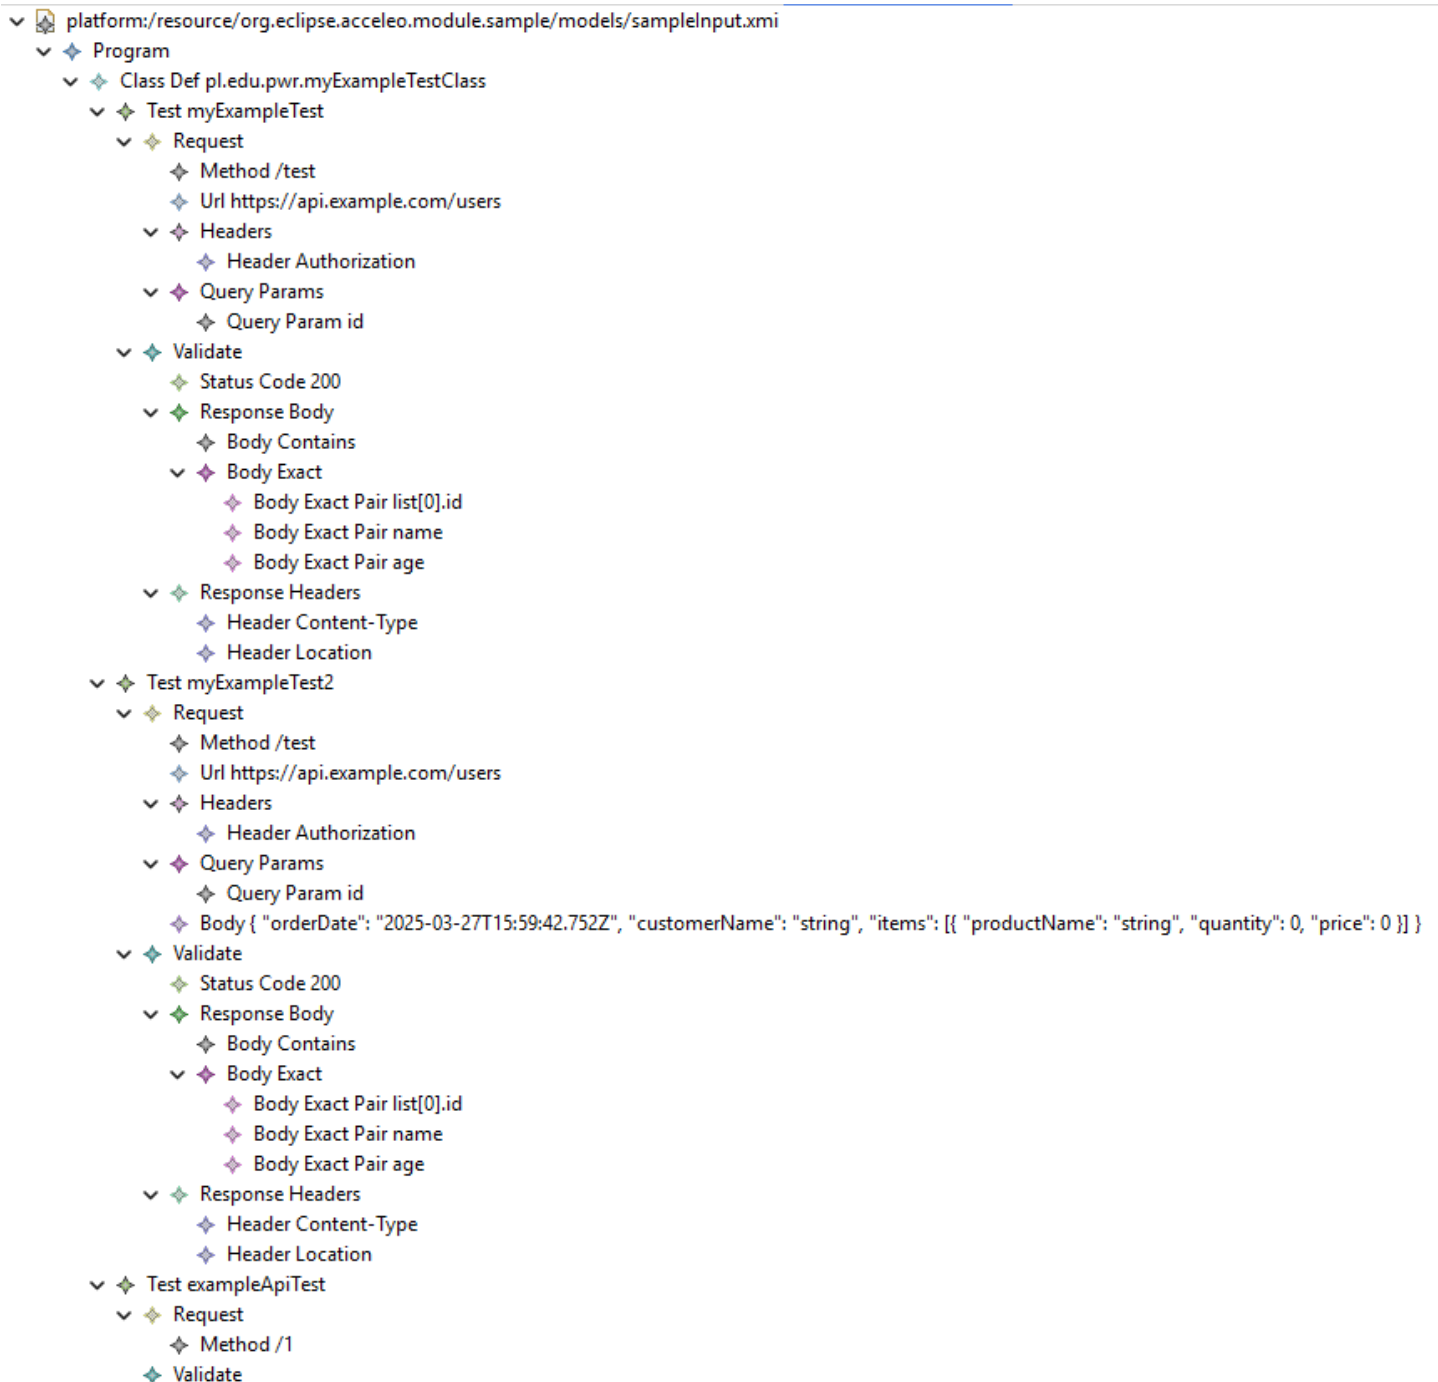 platform:/resource/org.eclipse.acceleo.module.sample/models/sampleInput.xmi
Program
Class Def pl.edu.pwr.myExampleTestClass
Test myExampleTest
Request
Method /test
Url https://api.example.com/users
Headers
Header Authorization
Query Params
Query Param id
Validate
Status Code 200
Response Body
Body Contains
Body Exact
Body Exact Pair list[0].id
Body Exact Pair name
Body Exact Pair age
Response Headers
Header Content-Type
Header Location
Test myExampleTest2
Request
Method /test
Url https://api.example.com/users
Headers
Header Authorization
Query Params
Query Param id
Body { "orderDate": "2025-03-27T15:59:42.752Z", "customerName": "string", "items": [{ "productName": "string", "quantity": 0, "price": 0 }] }
Validate
Status Code 200
Response Body
Body Contains
Body Exact
Body Exact Pair list[0].id
Body Exact Pair name
Body Exact Pair age
Response Headers
Header Content-Type
Header Location
Test exampleApiTest
Request
Method /1
Validate